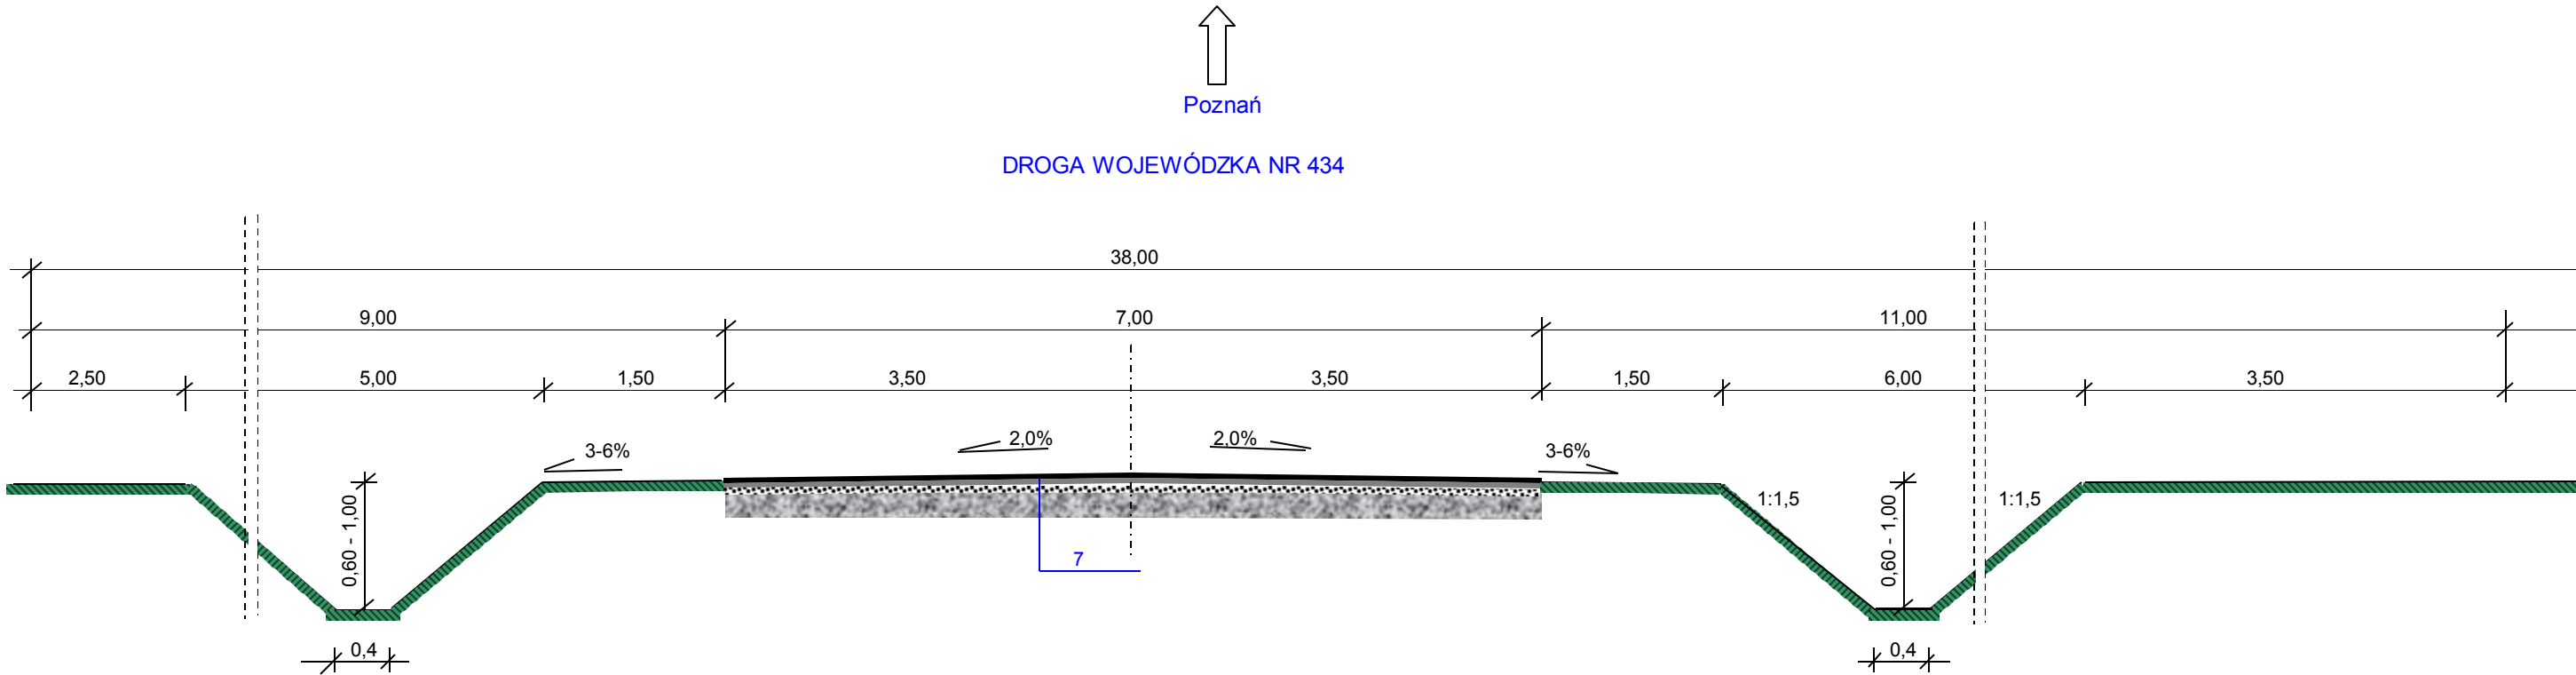 Poznań
DROGA WOJEWÓDZKA NR 434
38,00
9,00 7,00 11,00
2,50 5,00 1,50 3,50 3,50 1,50 6,00 3,50
3-6% 2,0% 2,0% 3-6%
0,60 - 1,00 1:1,5 0,60 - 1,00 1:1,5
7
0,4 0,4